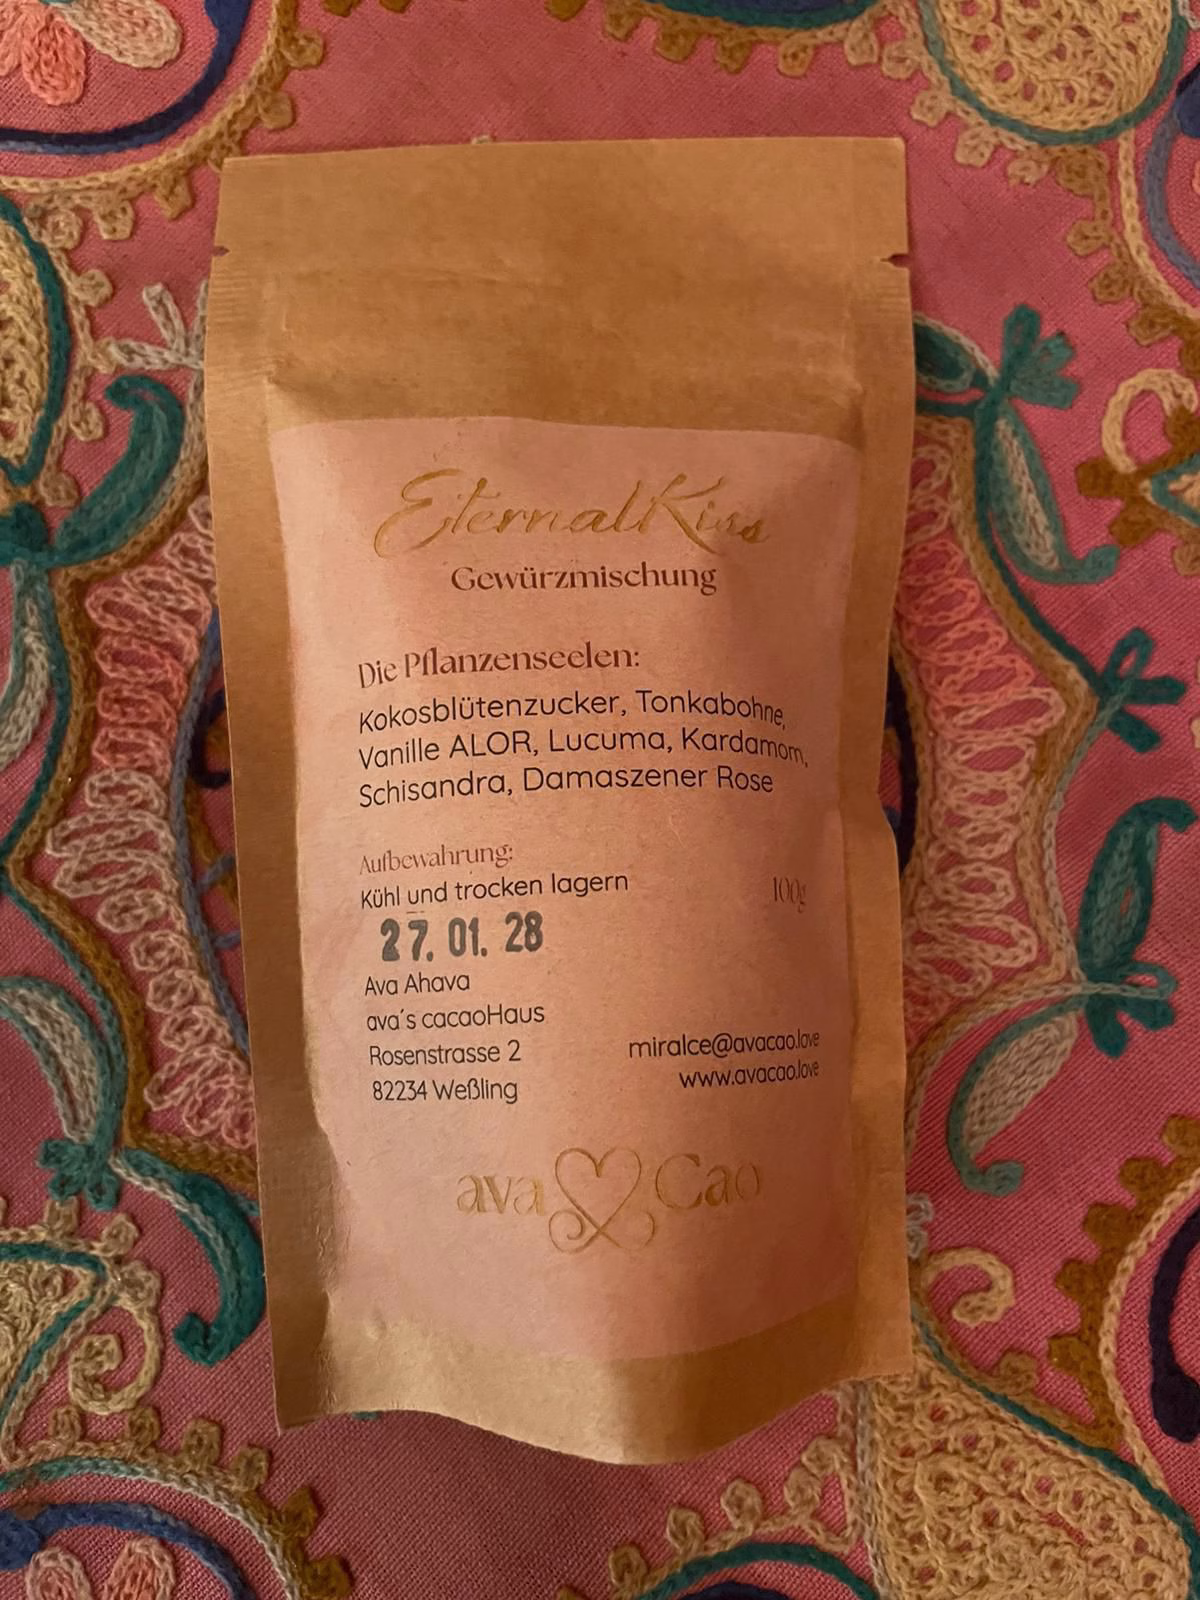 EternalKiss
Gewürzmischung
Die Pflanzenseelen:
Kokosblütenzucker, Tonkabohne,
Vanille ALOR, Lucuma, Kardamom,
Schisandra, Damaszener Rose
Aufbewahrung:
Kühl und trocken lagern
100g
27. 01. 28
Ava Ahava
ava´s cacaoHaus
Rosenstrasse 2
82234 Weßling
miralce@avacao.love
www.avacao.love
ava Cao